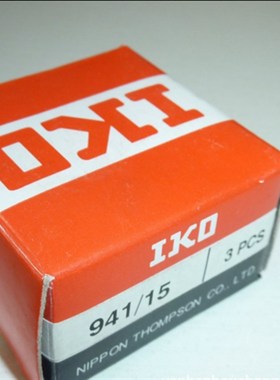 IKO
IKO
941/15 3 PCS
NIPPON THOMPSON CO., LTD.